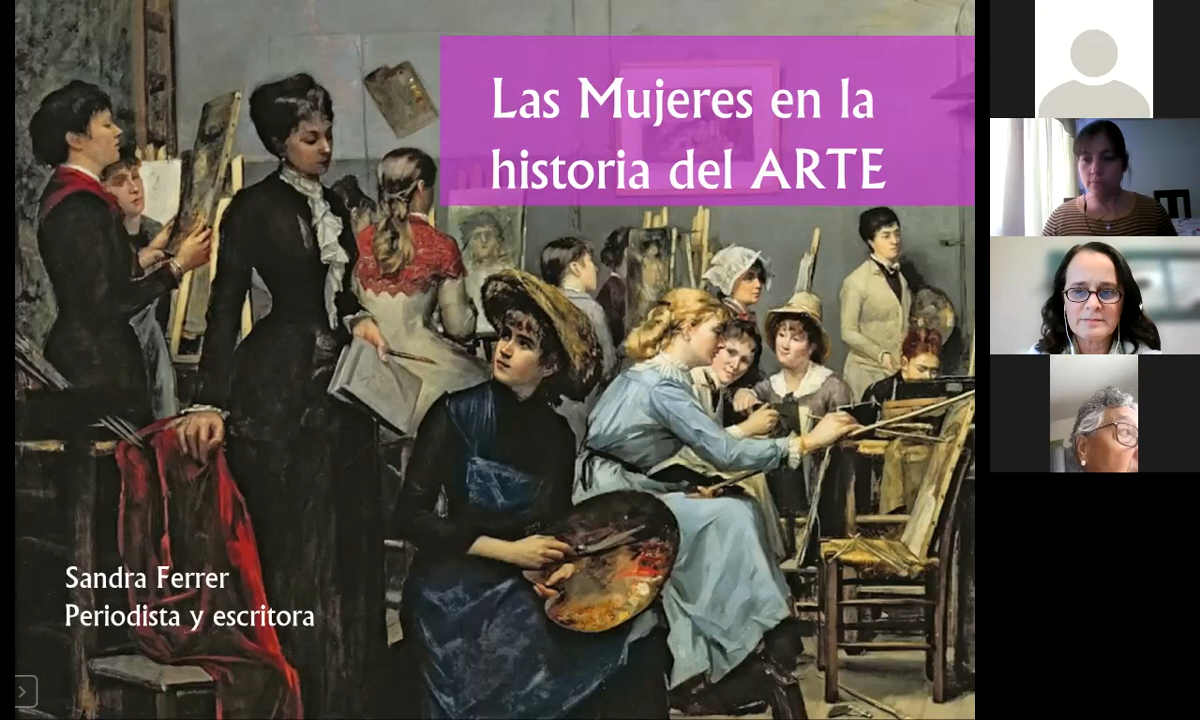 Las Mujeres en la
historia del ARTE
Sandra Ferrer
Periodista y escritora